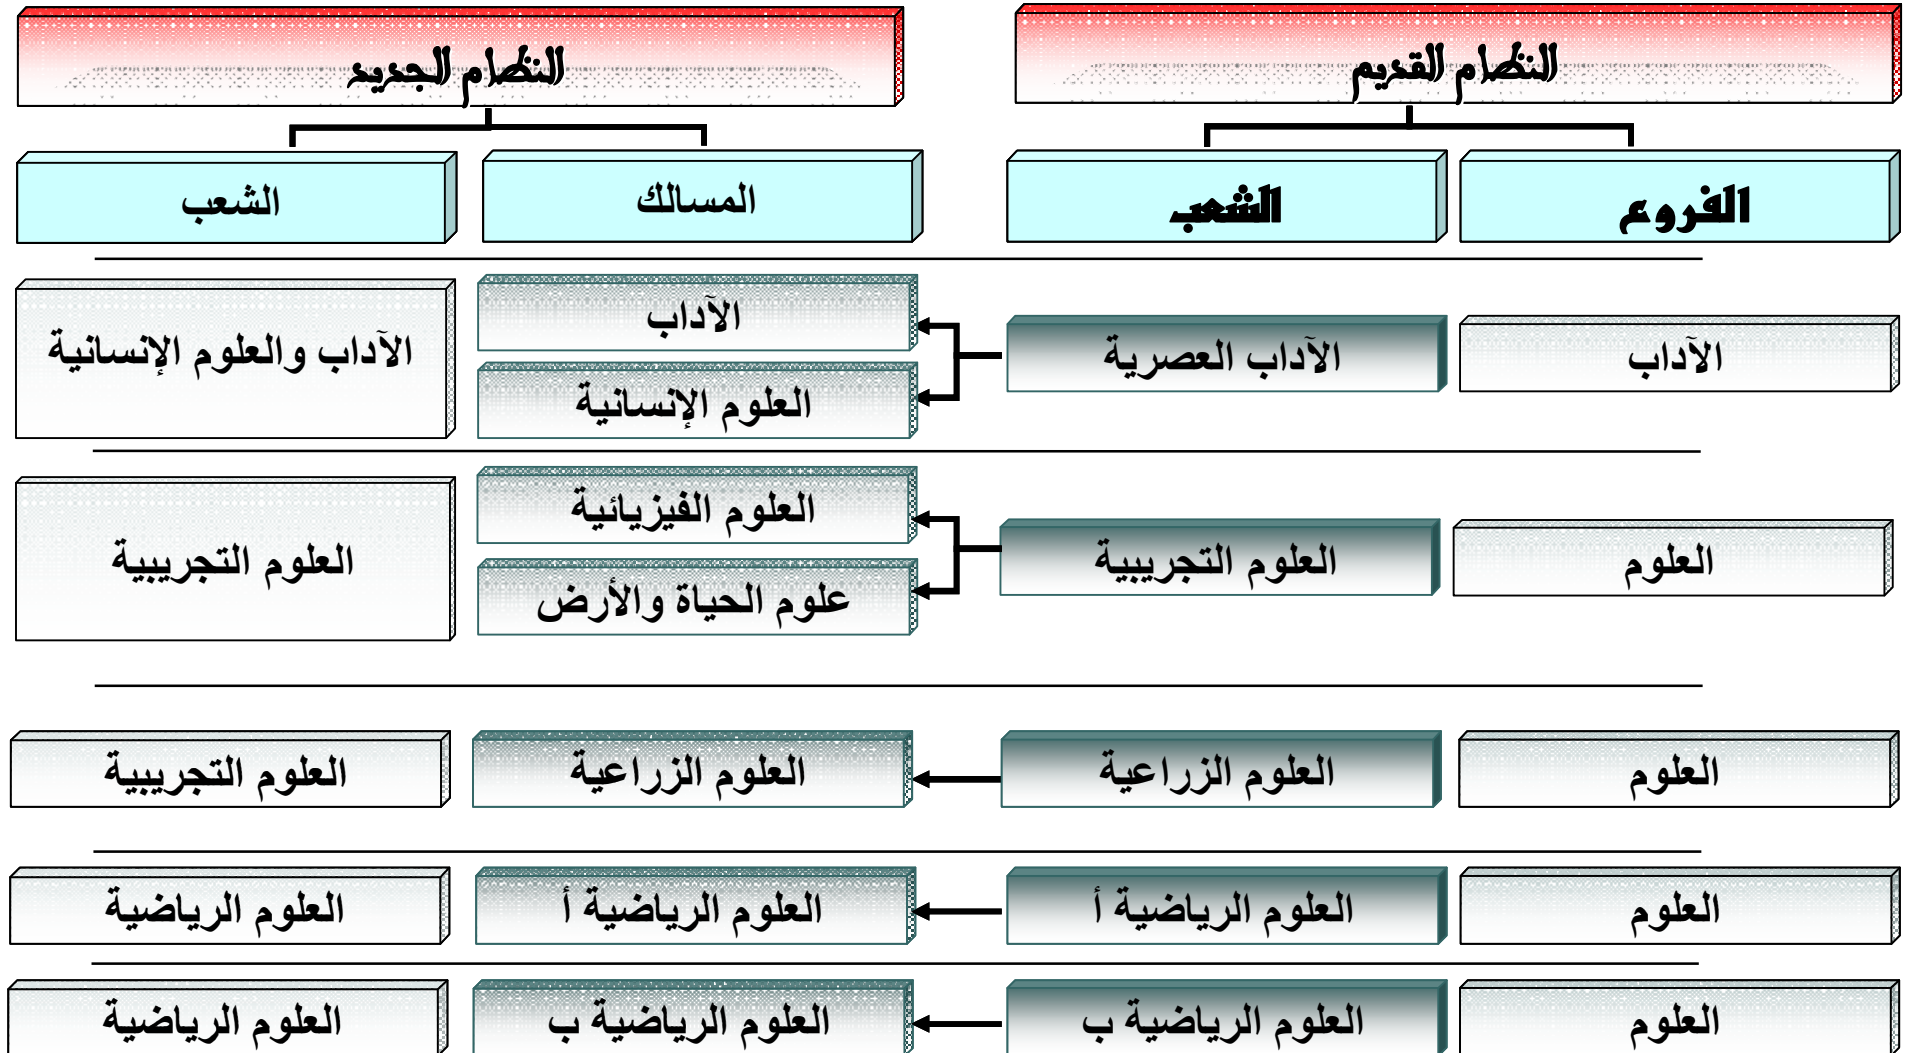 النظام القديم
النظام الجديد
الفروع
الشعب
المسالك
الشعب
الآداب
الآداب العصرية
الآداب
العلوم الإنسانية
الآداب والعلوم الإنسانية
العلوم
العلوم التجريبية
العلوم الفيزيائية
علوم الحياة والأرض
العلوم التجريبية
العلوم
العلوم الزراعية
العلوم الزراعية
العلوم التجريبية
العلوم
العلوم الرياضية أ
العلوم الرياضية أ
العلوم الرياضية
العلوم
العلوم الرياضية ب
العلوم الرياضية ب
العلوم الرياضية